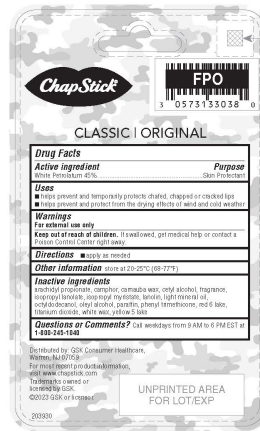 ChapStick®
FPO
3 0573133038 0
CLASSIC | ORIGINAL
Drug Facts
Active ingredient Purpose
White Petrolatum 45% Skin Protectant
Uses
■ helps prevent and temporarily protects chafed, chapped or cracked lips
■ helps prevent and protect from the drying effects of wind and cold weather
Warnings
For external use only
Keep out of reach of children. If swallowed, get medical help or contact a
Poison Control Center right away.
Directions ■ apply as needed
Other information store at 20-25°C (68-77°F)
Inactive ingredients
arachidyl propionate, camphor, carnauba wax, cetyl alcohol, fragrance,
isopropyl lanolate, isopropyl myristate, lanolin, light mineral oil,
octyldodecanol, oleyl alcohol, paraffin, phenyl trimethicone, red 6 lake,
titanium dioxide, white wax, yellow 5 lake
Questions or Comments? Call weekdays from 9 AM to 6 PM EST at
1-800-245-1040
Distributed by: GSK Consumer Healthcare,
Warren, NJ 07059
For most recent product information,
visit www.chapstick.com
Trademarks owned or
licensed by GSK.
©2023 GSK or licensor.
UNPRINTED AREA
FOR LOT/EXP
203930